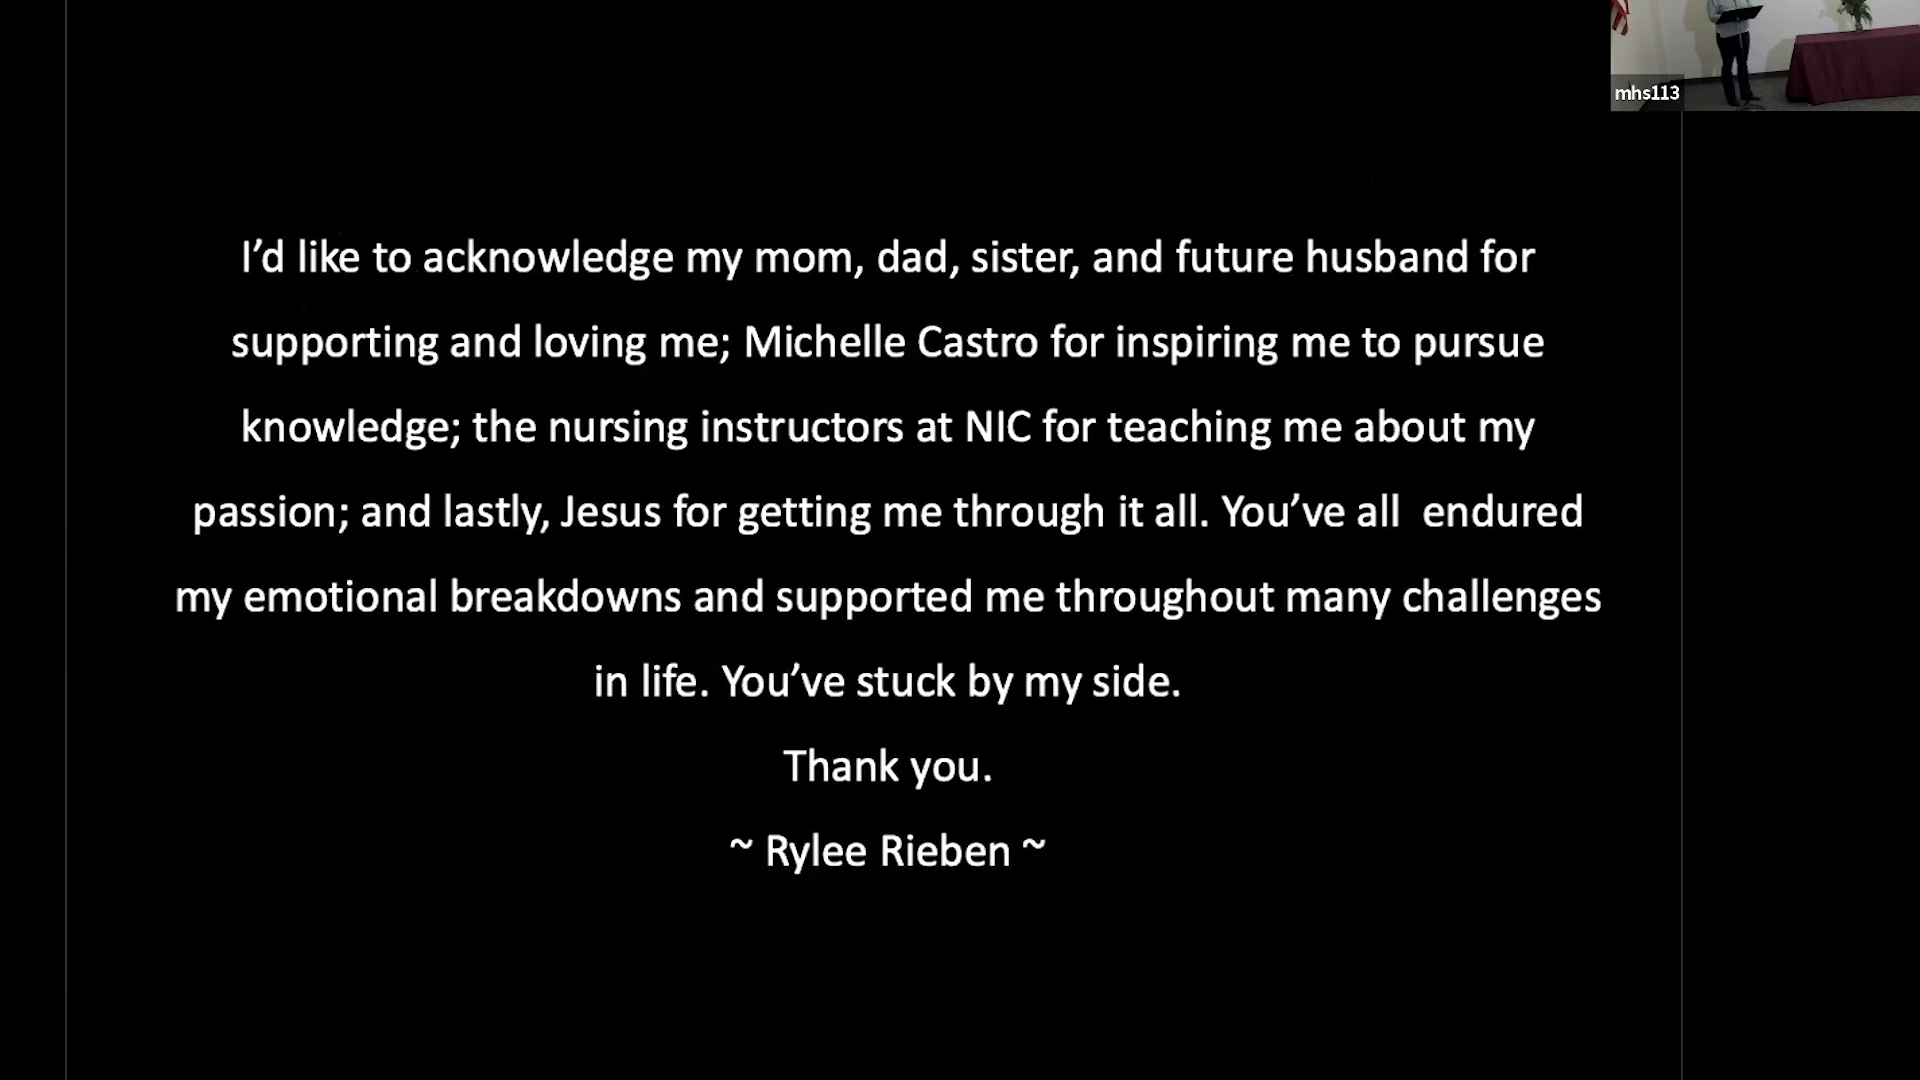 mhs113
I’d like to acknowledge my mom, dad, sister, and future husband for
supporting and loving me; Michelle Castro for inspiring me to pursue
knowledge; the nursing instructors at NIC for teaching me about my
passion; and lastly, Jesus for getting me through it all. You’ve all  endured
my emotional breakdowns and supported me throughout many challenges
in life. You’ve stuck by my side.
Thank you.
~ Rylee Rieben ~